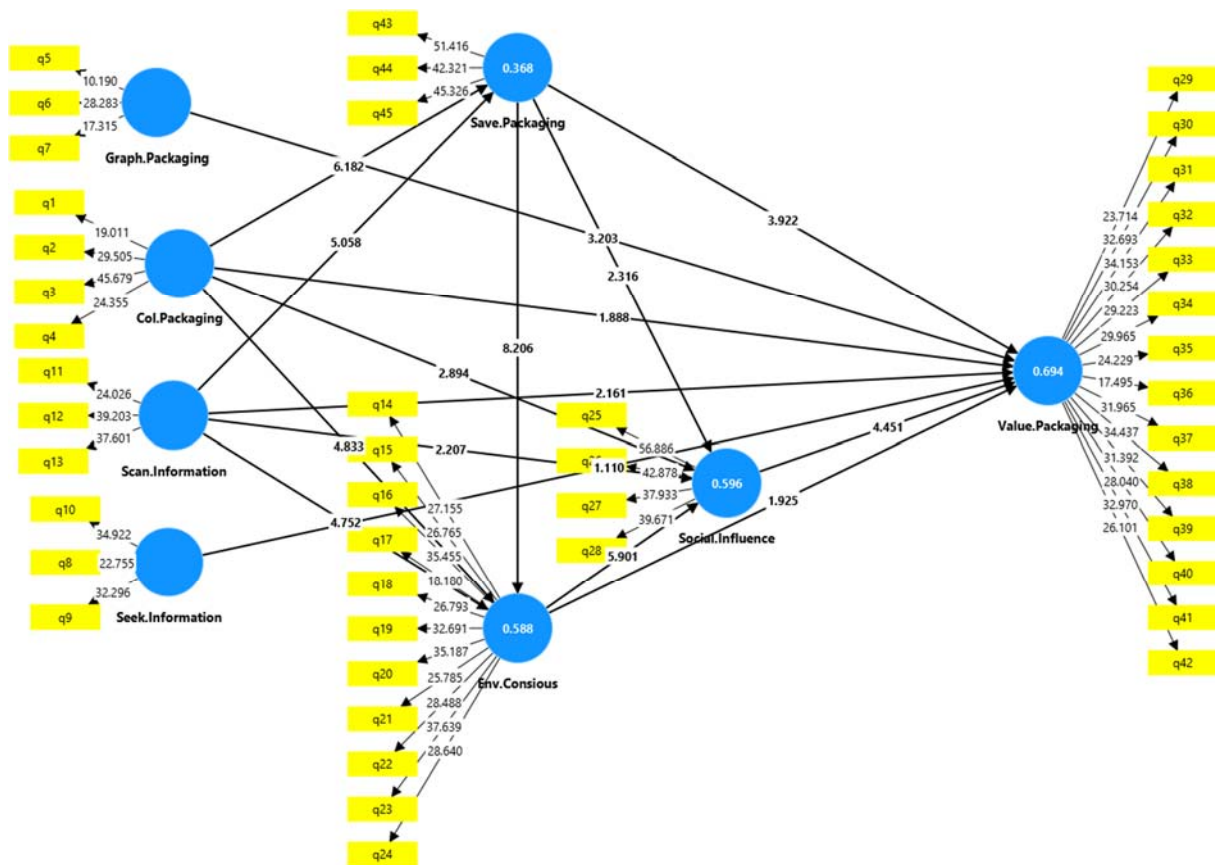 q5
q6
q7
10.190
28.283
17.315
Graph.Packaging
q43
q44
q45
51.416
42.321
45.326
0.368
Save.Packaging
q1
q2
q3
q4
19.011
29.505
45.679
24.355
Col.Packaging
q11
q12
q13
24.026
39.203
37.601
Scan.Information
q10
q8
q9
34.922
22.755
32.296
Seek.Information
6.182
5.058
3.922
3.203
2.316
1.888
8.206
2.894
2.161
4.833
2.207
1.110
4.451
4.752
1.925
5.901
q14
q15
q16
q17
q18
q19
q20
q21
q22
q23
q24
27.155
26.765
35.455
18.180
26.793
32.691
35.187
25.785
28.488
37.639
28.640
0.588
Env.Consious
q25
q27
q28
56.886
42.878
37.933
39.671
0.596
Social.Influence
0.694
Value.Packaging
23.714
32.693
34.153
30.254
29.223
29.965
24.229
17.495
31.965
34.437
31.392
28.040
32.970
26.101
q29
q30
q31
q32
q33
q34
q35
q36
q37
q38
q39
q40
q41
q42